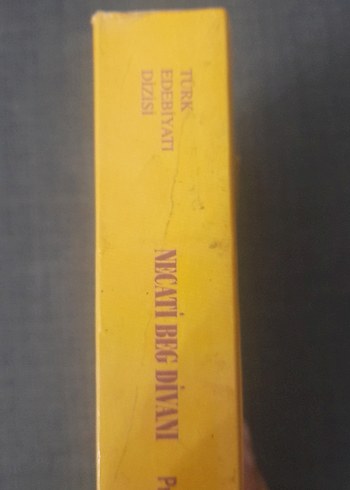 TÜRK
EDEBİYATI
DİZİSİ
NECATİ BEG DİVANI